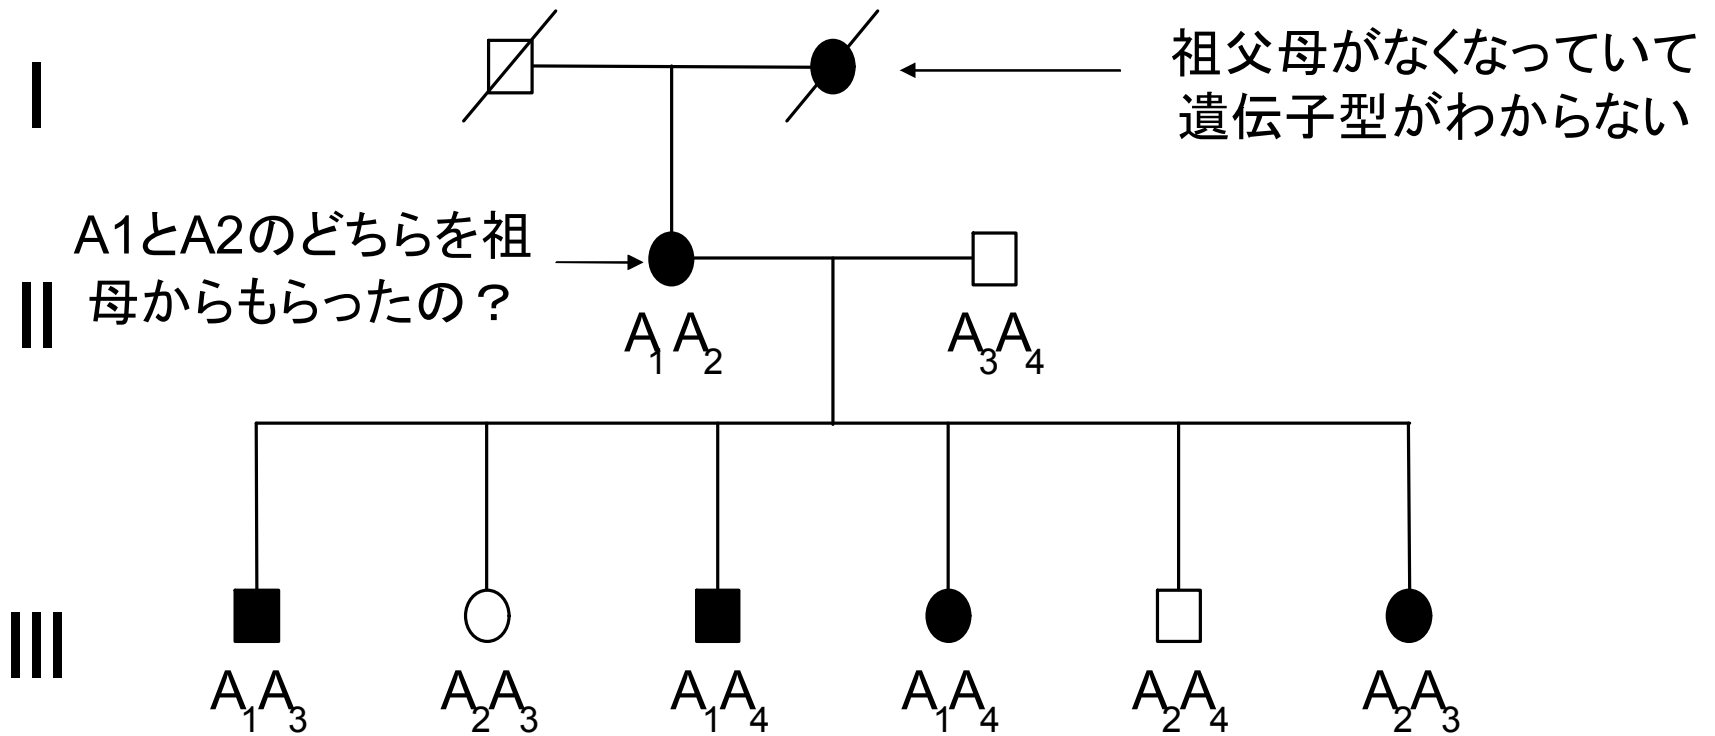 I
祖父母がなくなっていて
遺伝子型がわからない
A1とA2のどちらを祖
母からもらったの？
II
A1 A2
A3A4
III
A1A3
A2A3
A1A4
A1A4
A2A4
A2A3